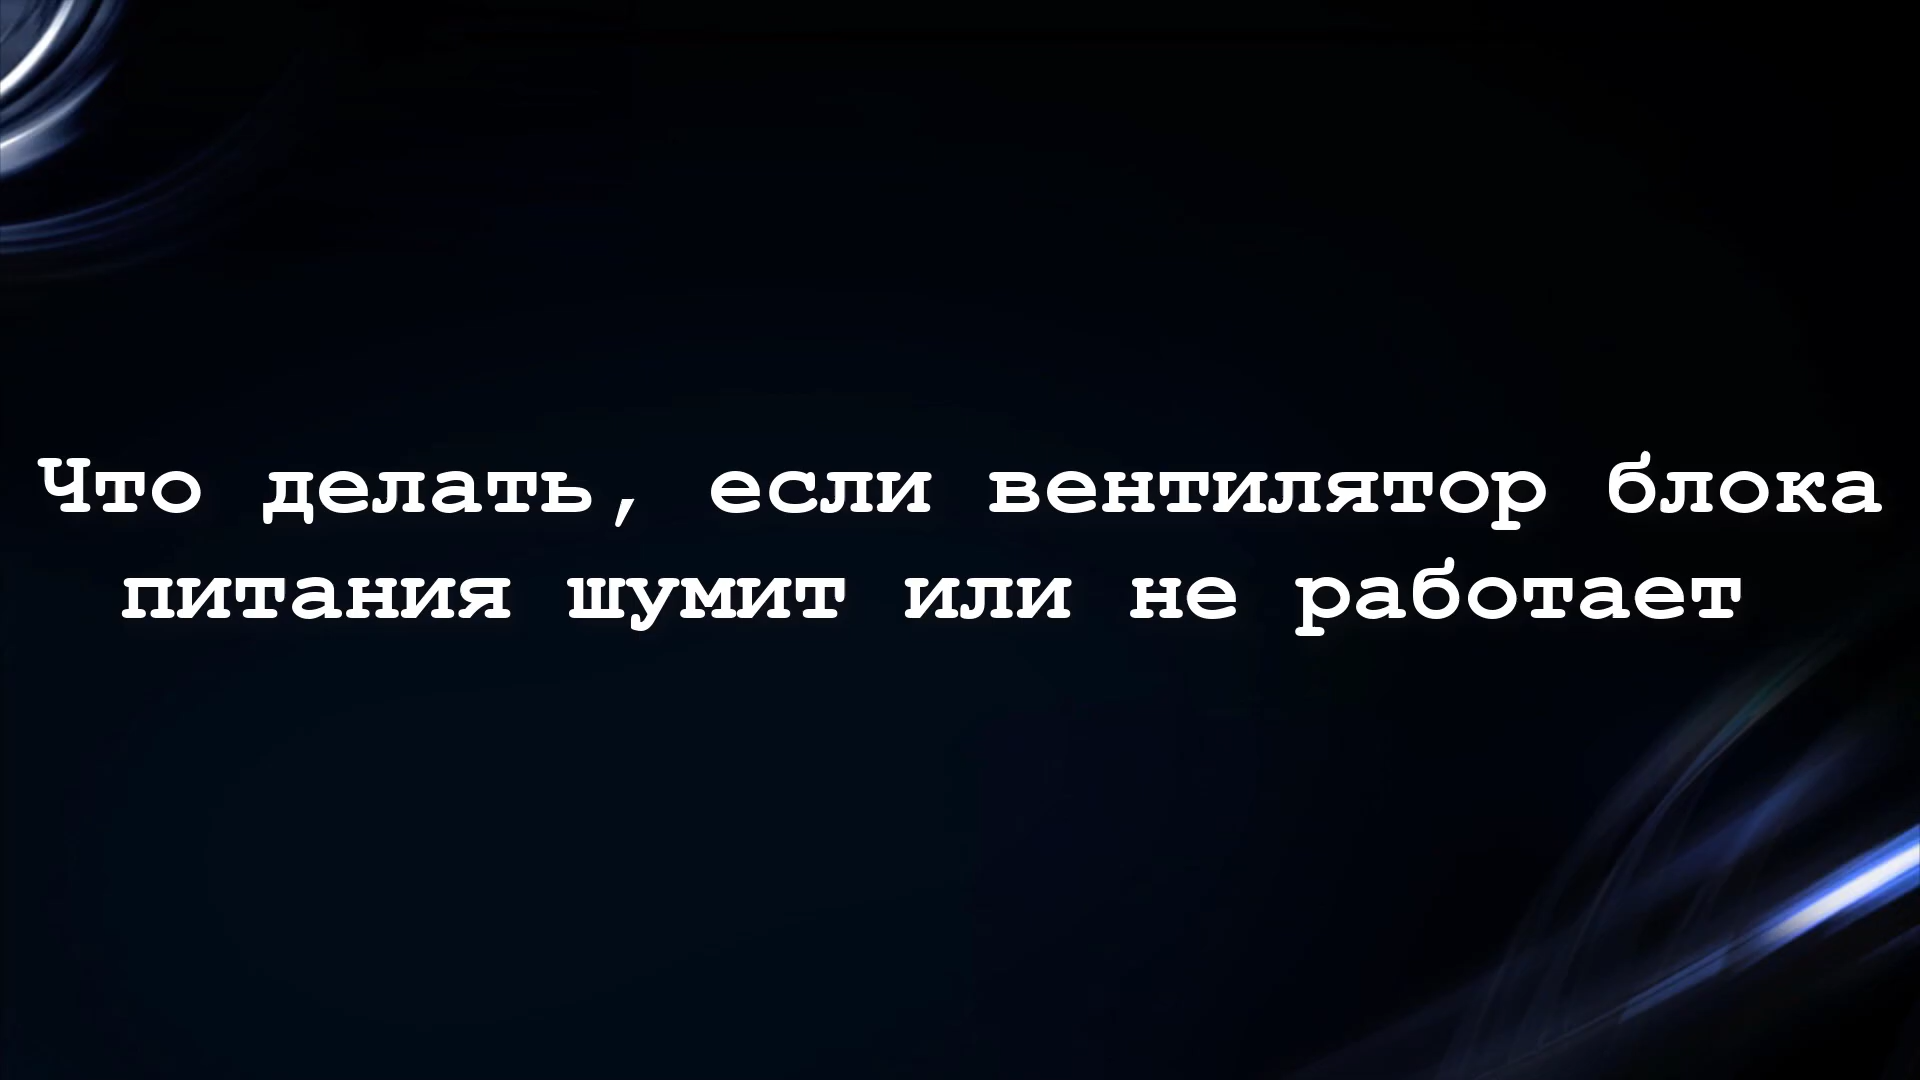 Что делать, если вентилятор блока
питания шумит или не работает